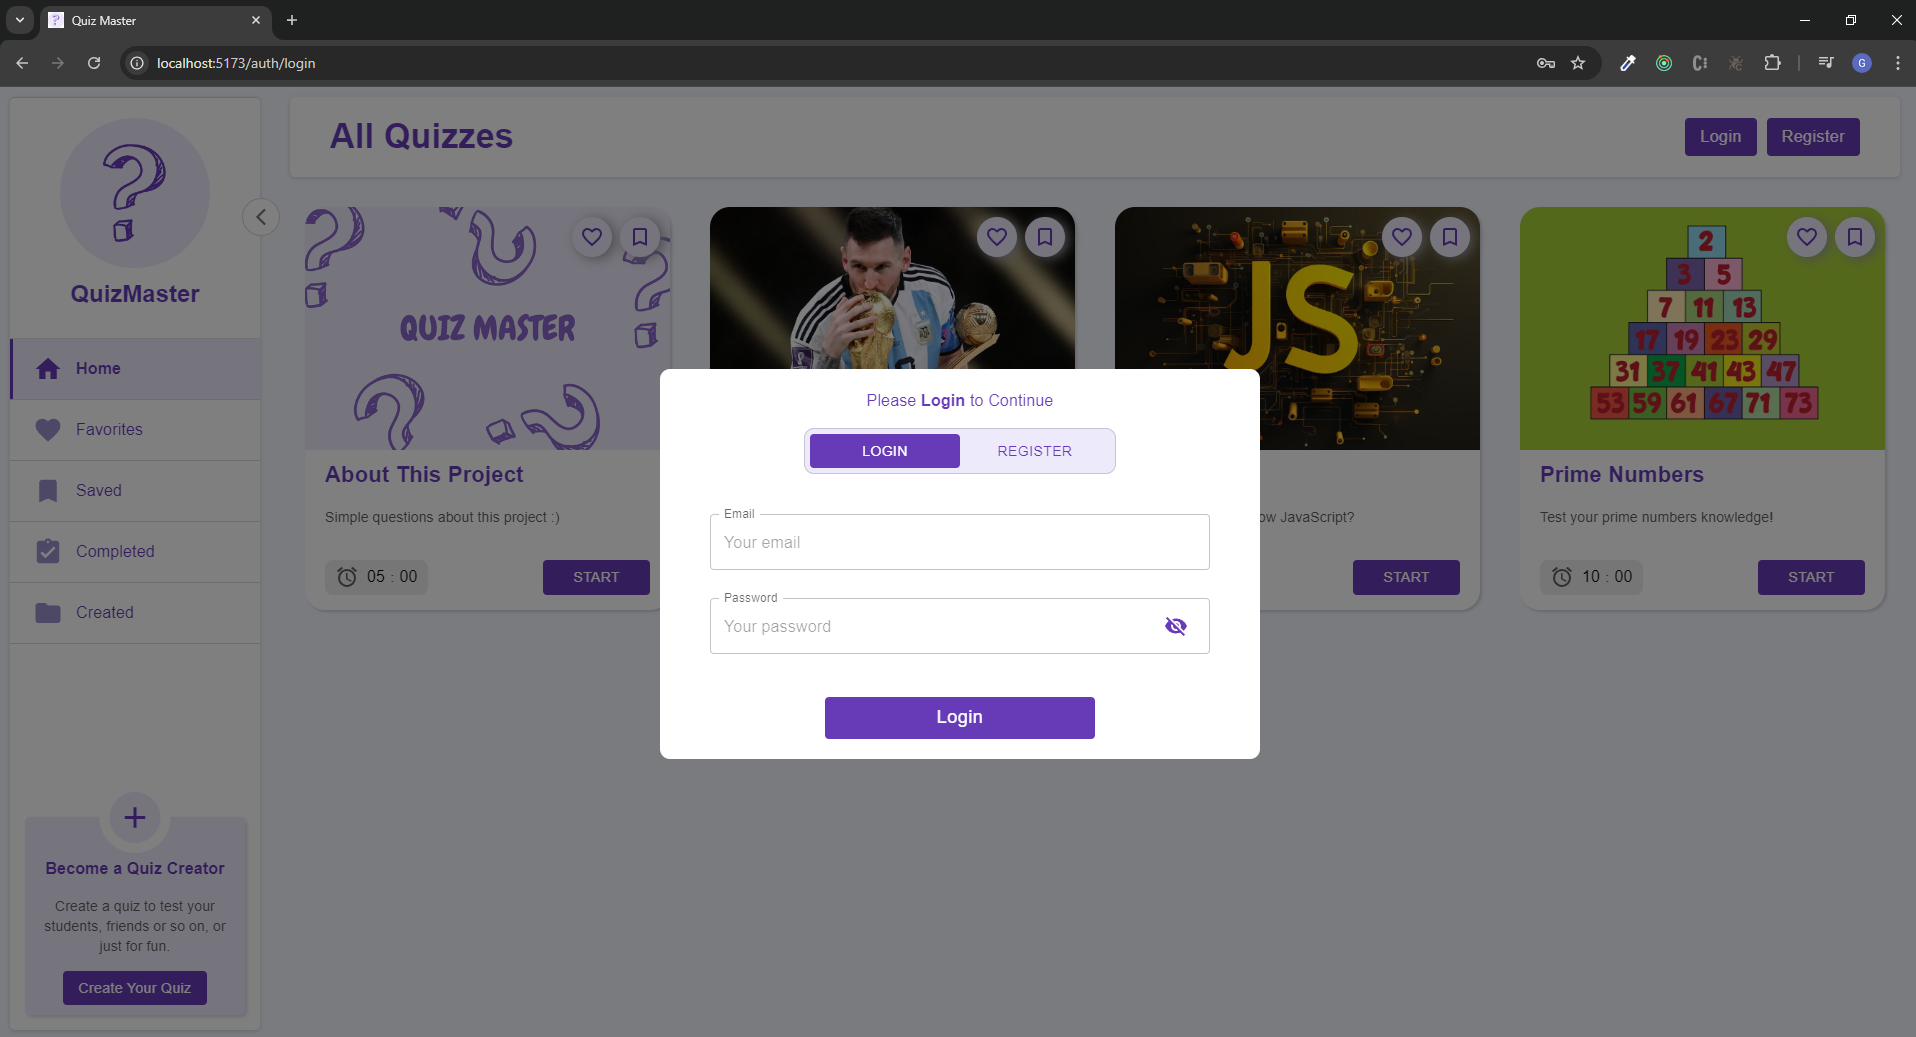 Quiz Master
localhost:5173/auth/login
G
QuizMaster
Home
Favorites
Saved
Completed
Created
Become a Quiz Creator
Create a quiz to test your
students, friends or so on, or
just for fun.
Create Your Quiz
All Quizzes
Login
Register
QUIZ MASTER
About This Project
Simple questions about this project :)
05 : 00
START
JS
ow JavaScript?
START
2
3 5
7 11 13
17 19 23 29
31 37 41 43 47
53 59 61 67 71 73
Prime Numbers
Test your prime numbers knowledge!
10 : 00
START
Please Login to Continue
LOGIN
REGISTER
Email
Your email
Password
Your password
Login